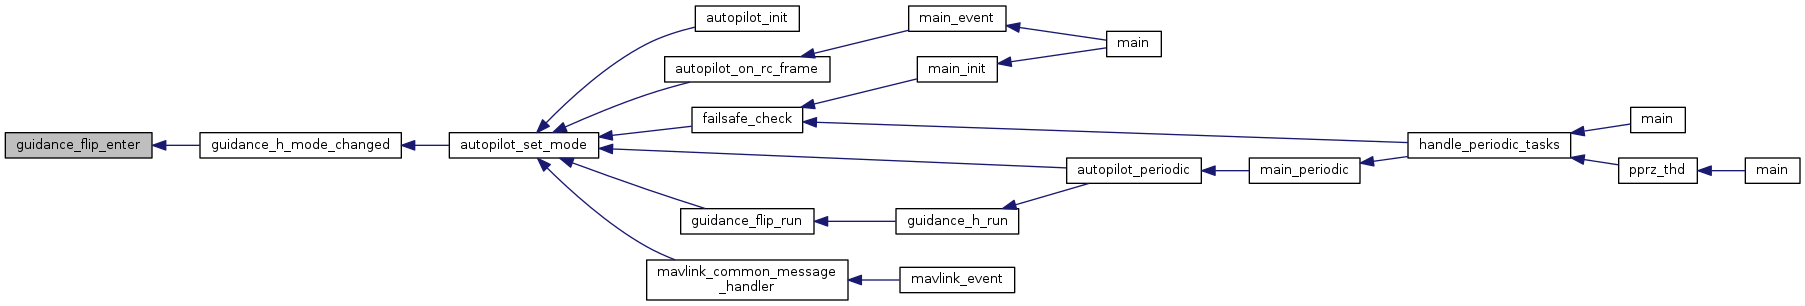 guidance_flip_enter
guidance_h_mode_changed
autopilot_set_mode
autopilot_init
autopilot_on_rc_frame
main_event
main
failsafe_check
main_init
handle_periodic_tasks
main
pprz_thd
main
autopilot_periodic
main_periodic
guidance_flip_run
guidance_h_run
mavlink_common_message
_handler
mavlink_event